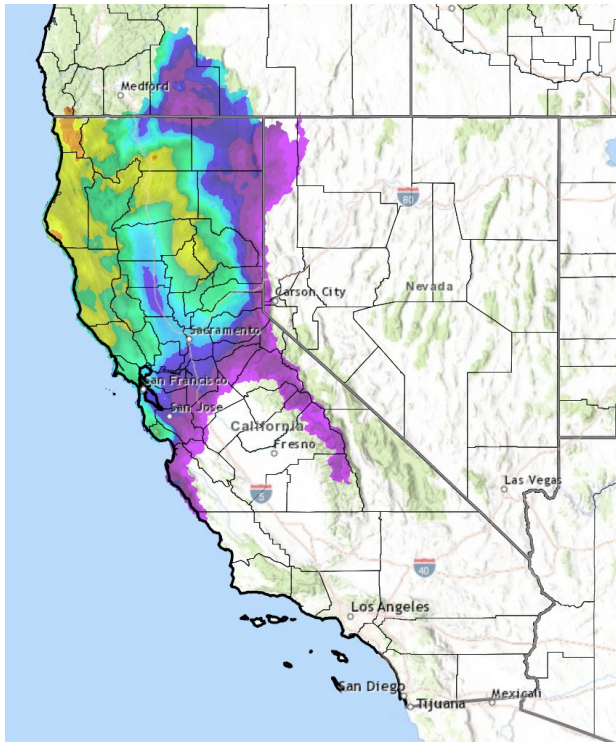 Medford
80
Nevada
Carson City
Sacramento
San Francisco
San Jose
California
Fresno
5
Las Vegas
40
Los Angeles
San Diego
Tijuana
Mexicali